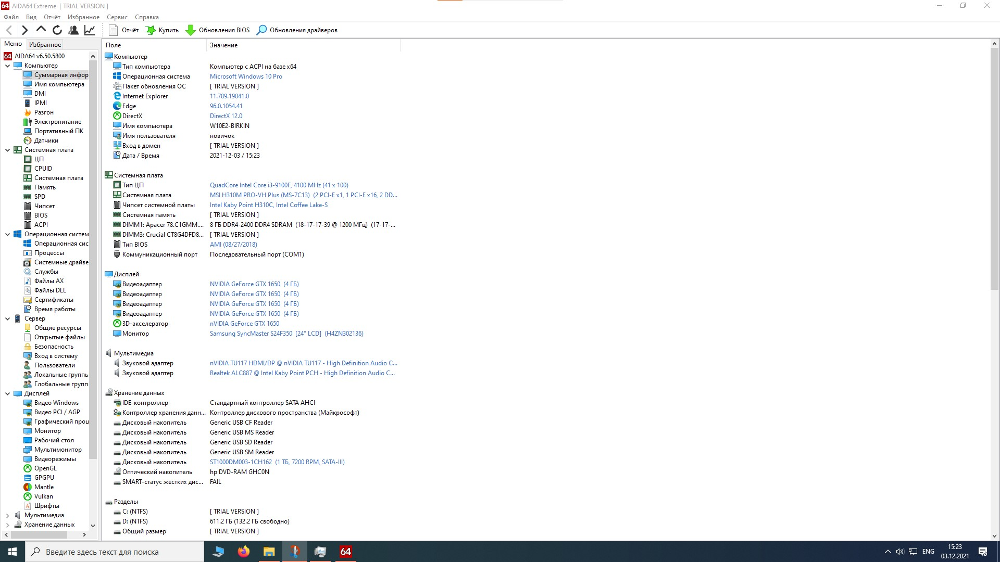 AIDA64 Extreme [ TRIAL VERSION ]
Файл Вид Отчёт Избранное Сервис Справка
Отчёт Купить Обновления BIOS Обновления драйверов
Меню Избранное
64 AIDA64 v6.50.5800
Компьютер
Суммарная инфор
Имя компьютера
DMI
IPMI
Разгон
Электропитание
Портативный ПК
Датчики
Системная плата
ЦП
CPUID
Системная плата
Память
SPD
Чипсет
BIOS
ACPI
Операционная систем
Операционная сис
Процессы
Системные драйве
Службы
Файлы AX
Файлы DLL
Сертификаты
Время работы
Сервер
Общие ресурсы
Открытые файлы
Безопасность
Вход в систему
Пользователи
Локальные группь
Глобальные групп
Дисплей
Видео Windows
Видео PCI / AGP
Графический проц
Монитор
Рабочий стол
Мультимонитор
Видеорежимы
OpenGL
GPGPU
Mantle
Vulkan
Шрифты
Мультимедиа
Хранение данных
Поле Значение
Компьютер
Тип компьютера Компьютер с ACPI на базе x64
Операционная система Microsoft Windows 10 Pro
Пакет обновления ОС [ TRIAL VERSION ]
Internet Explorer 11.789.19041.0
Edge 96.0.1054.41
DirectX DirectX 12.0
Имя компьютера W10E2-BIRKIN
Имя пользователя новичок
Вход в домен [ TRIAL VERSION ]
Дата / Время 2021-12-03 / 15:23
Системная плата
Тип ЦП QuadCore Intel Core i3-9100F, 4100 MHz (41 x 100)
Системная плата MSI H310M PRO-VH Plus (MS-7C13) (2 PCI-E x1, 1 PCI-E x16, 2 DD...
Чипсет системной платы Intel Kaby Point H310C, Intel Coffee Lake-S
Системная память [ TRIAL VERSION ]
DIMM1: Apacer 78.C1GMM.... 8 ГБ DDR4-2400 DDR4 SDRAM (18-17-17-39 @ 1200 МГц) (17-17-...
DIMM3: Crucial CT8G4DFD8... [ TRIAL VERSION ]
Тип BIOS AMI (08/27/2018)
Коммуникационный порт Последовательный порт (COM1)
Дисплей
Видеоадаптер NVIDIA GeForce GTX 1650 (4 ГБ)
Видеоадаптер NVIDIA GeForce GTX 1650 (4 ГБ)
Видеоадаптер NVIDIA GeForce GTX 1650 (4 ГБ)
Видеоадаптер NVIDIA GeForce GTX 1650 (4 ГБ)
3D-акселератор nVIDIA GeForce GTX 1650
Монитор Samsung SyncMaster S24F350 [24" LCD] (H4ZN302136)
Мультимедиа
Звуковой адаптер nVIDIA TU117 HDMI/DP @ nVIDIA TU117 - High Definition Audio C...
Звуковой адаптер Realtek ALC887 @ Intel Kaby Point PCH - High Definition Audio C...
Хранение данных
IDE-контроллер Стандартный контроллер SATA AHCI
Контроллер хранения данн... Контроллер дискового пространства (Майкрософт)
Дисковый накопитель Generic USB CF Reader
Дисковый накопитель Generic USB MS Reader
Дисковый накопитель Generic USB SD Reader
Дисковый накопитель Generic USB SM Reader
Дисковый накопитель ST1000DM003-1CH162 (1 ТБ, 7200 RPM, SATA-III)
Оптический накопитель hp DVD-RAM GHC0N
SMART-статус жёстких дис... FAIL
Разделы
C: (NTFS) [ TRIAL VERSION ]
D: (NTFS) 611.2 ГБ (132.2 ГБ свободно)
Общий размер [ TRIAL VERSION ]
Введите здесь текст для поиска
64
ENG
15:23
03.12.2021